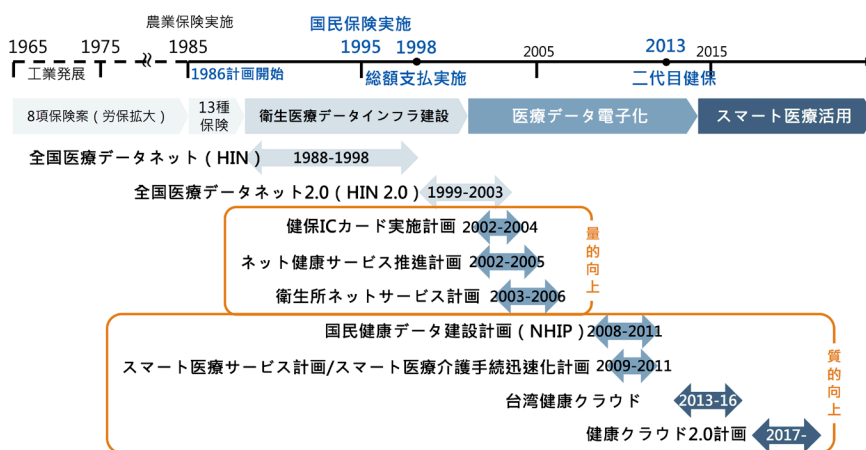 農業保険実施
国民保険実施
1965
1975
1985
1995
1998
2005
2013
2015
工業発展
1986計画開始
総額支払実施
二代目健保
8項保険案(労保拡大)
13種
保険
衛生医療データインフラ建設
医療データ電子化
スマート医療活用
全国医療データネット(HIN)
1988-1998
全国医療データネット2.0(HIN 2.0)
1999-2003
健保ICカード実施計画
2002-2004
ネット健康サービス推進計画
2002-2005
衛生所ネットサービス計画
2003-2006
量的向上
国民健康データ建設計画(NHIP)
2008-2011
スマート医療サービス計画/スマート医療介護手続迅速化計画
2009-2011
台湾健康クラウド
2013-16
健康クラウド2.0計画
2017-
質的向上